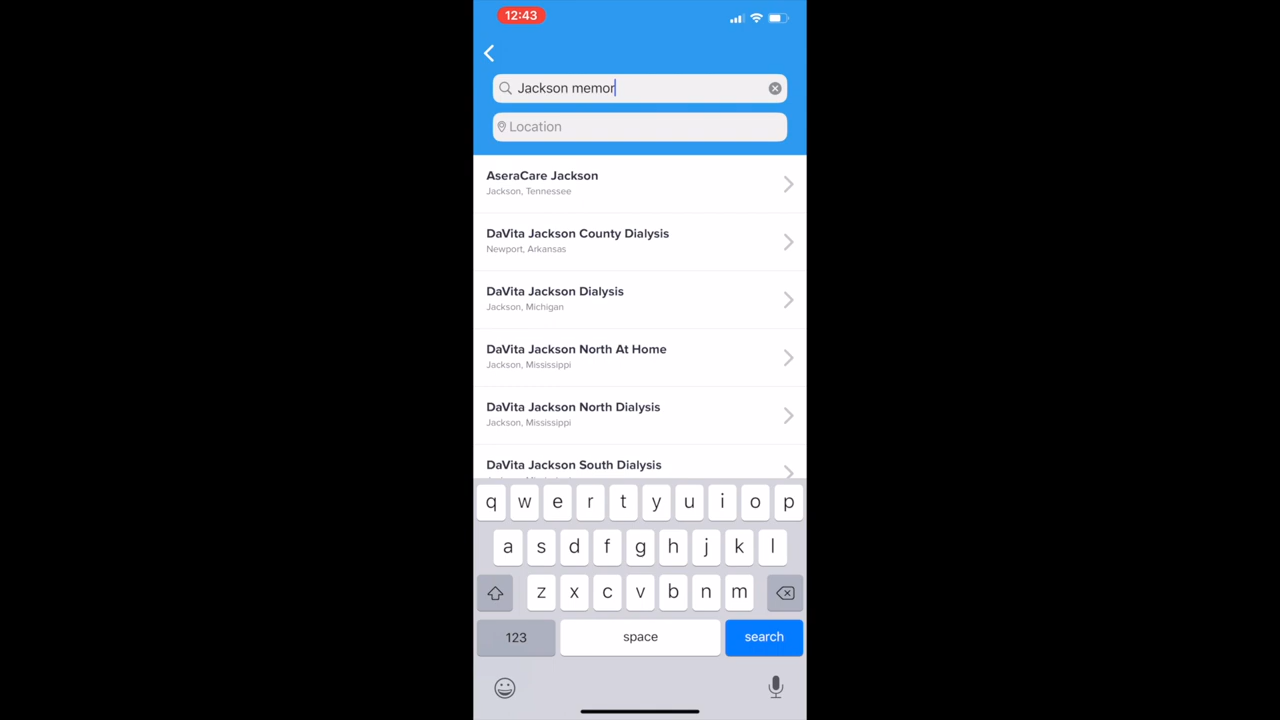 12:43
Jackson memor
Location
AseraCare Jackson
Jackson, Tennessee
DaVita Jackson County Dialysis
Newport, Arkansas
DaVita Jackson Dialysis
Jackson, Michigan
DaVita Jackson North At Home
Jackson, Mississippi
DaVita Jackson North Dialysis
Jackson, Mississippi
DaVita Jackson South Dialysis
q w e r t y u i o p
a s d f g h j k l
z x c v b n m
123 space search